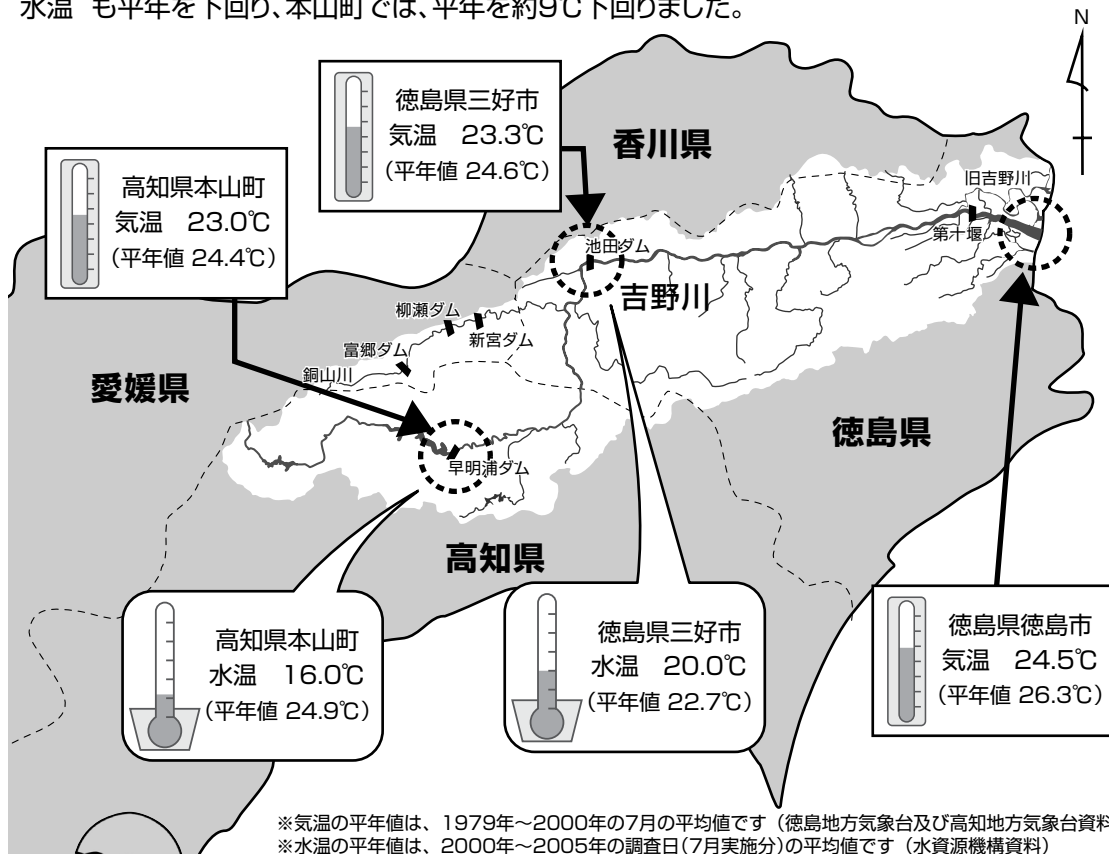 水温 も平年を下回り、本山町では、平年を約9℃下回りました。
N
徳島県三好市
気温 23.3℃
(平年値 24.6℃)
香川県
高知県本山町
気温 23.0℃
(平年値 24.4℃)
旧吉野川
第十堰
池田ダム
吉野川
柳瀬ダム
新宮ダム
富郷ダム
銅山川
愛媛県
徳島県
早明浦ダム
高知県
高知県本山町
水温 16.0℃
(平年値 24.9℃)
徳島県三好市
水温 20.0℃
(平年値 22.7℃)
徳島県徳島市
気温 24.5℃
(平年値 26.3℃)
※気温の平年値は、1979年～2000年の7月の平均値です（徳島地方気象台及び高知地方気象台資料
※水温の平年値は、2000年～2005年の調査日(7月実施分)の平均値です（水資源機構資料）